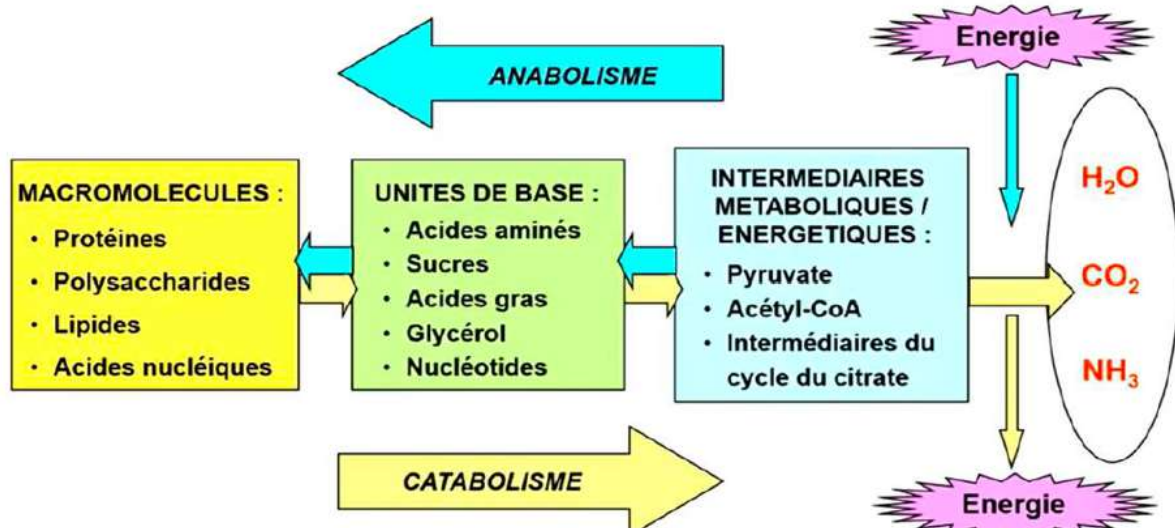 Energie
ANABOLISME
MACROMOLECULES :
• Protéines
• Polysaccharides
• Lipides
• Acides nucléiques
UNITES DE BASE :
• Acides aminés
• Sucres
• Acides gras
• Glycérol
• Nucléotides
INTERMEDIAIRES
METABOLIQUES /
ENERGETIQUES :
• Pyruvate
• Acétyl-CoA
• Intermédiaires du
cycle du citrate
H₂O
CO₂
NH₃
CATABOLISME
Energie